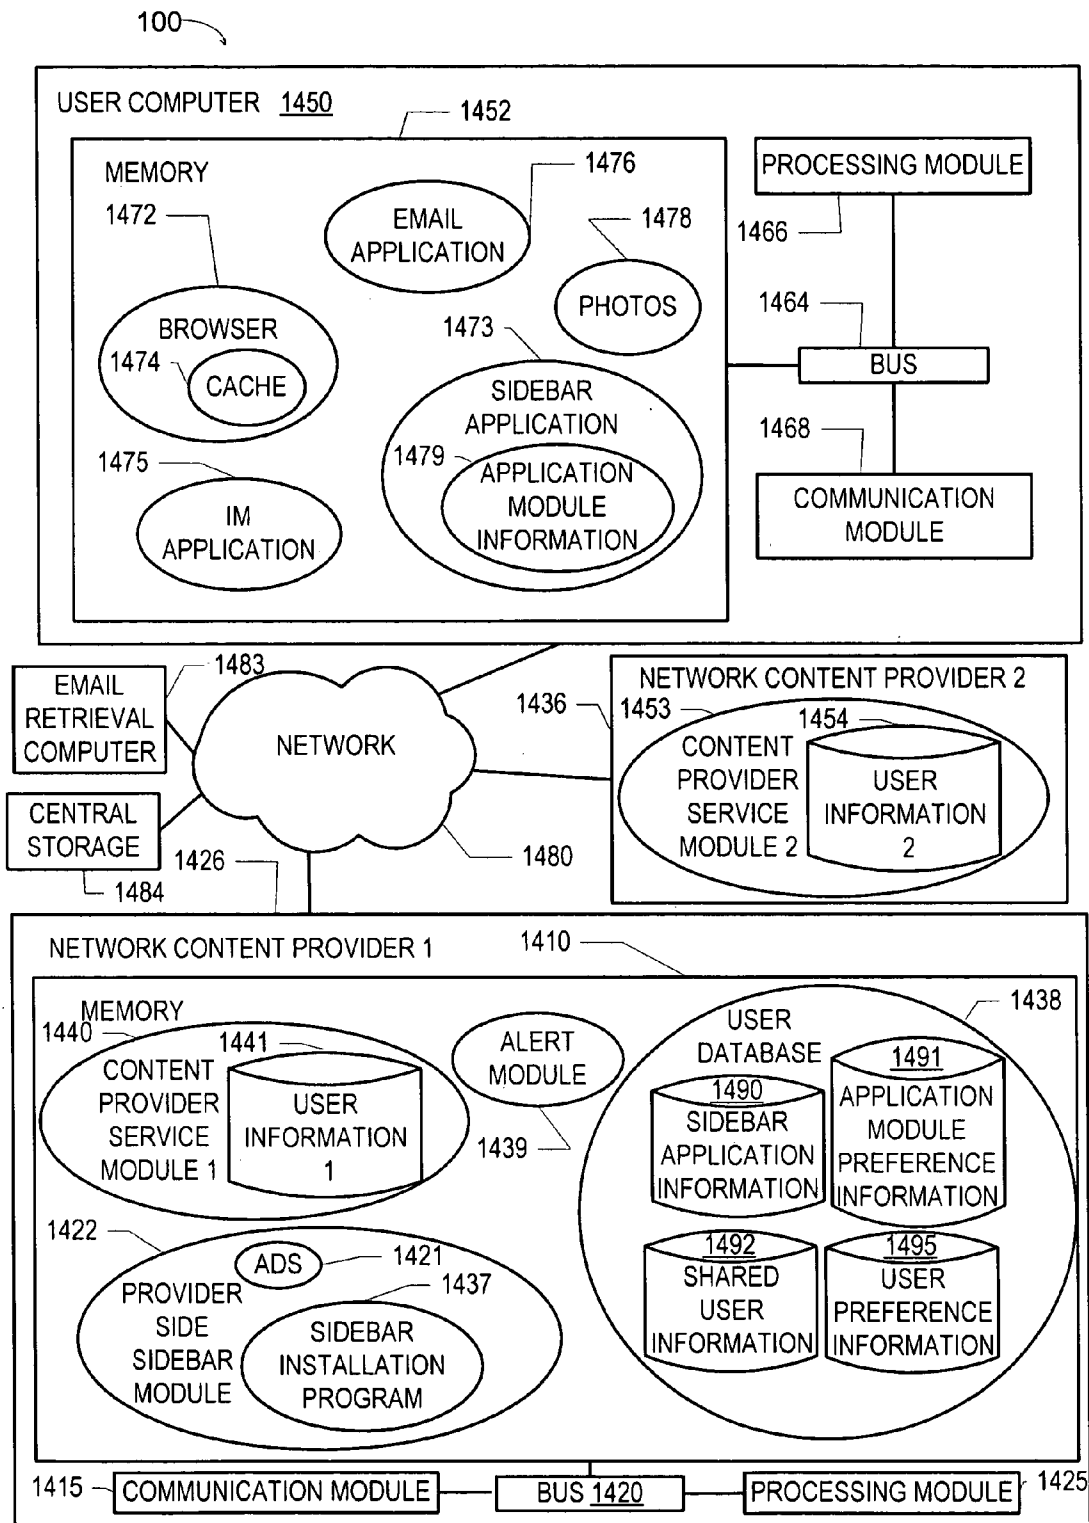 100
USER COMPUTER 1450
1452
MEMORY
1472
EMAIL
APPLICATION
1476
1478
PHOTOS
PROCESSING MODULE
1466
1464
BUS
1468
COMMUNICATION
MODULE
BROWSER
1474
CACHE
1473
SIDEBAR
APPLICATION
1479
APPLICATION
MODULE
INFORMATION
1475
IM
APPLICATION
1483
EMAIL
RETRIEVAL
COMPUTER
NETWORK
1480
CENTRAL
STORAGE
1484
1426
1436
NETWORK CONTENT PROVIDER 2
1453
1454
CONTENT
PROVIDER
SERVICE
MODULE 2
USER
INFORMATION
2
NETWORK CONTENT PROVIDER 1
1410
MEMORY
1440
1441
CONTENT
PROVIDER
SERVICE
MODULE 1
USER
INFORMATION
1
ALERT
MODULE
1439
1438
USER
DATABASE
1490
SIDEBAR
APPLICATION
INFORMATION
1491
APPLICATION
MODULE
PREFERENCE
INFORMATION
1492
SHARED
USER
INFORMATION
1495
USER
PREFERENCE
INFORMATION
1422
ADS
1421
1437
PROVIDER
SIDE
SIDEBAR
MODULE
SIDEBAR
INSTALLATION
PROGRAM
1415
COMMUNICATION MODULE
BUS 1420
PROCESSING MODULE
1425